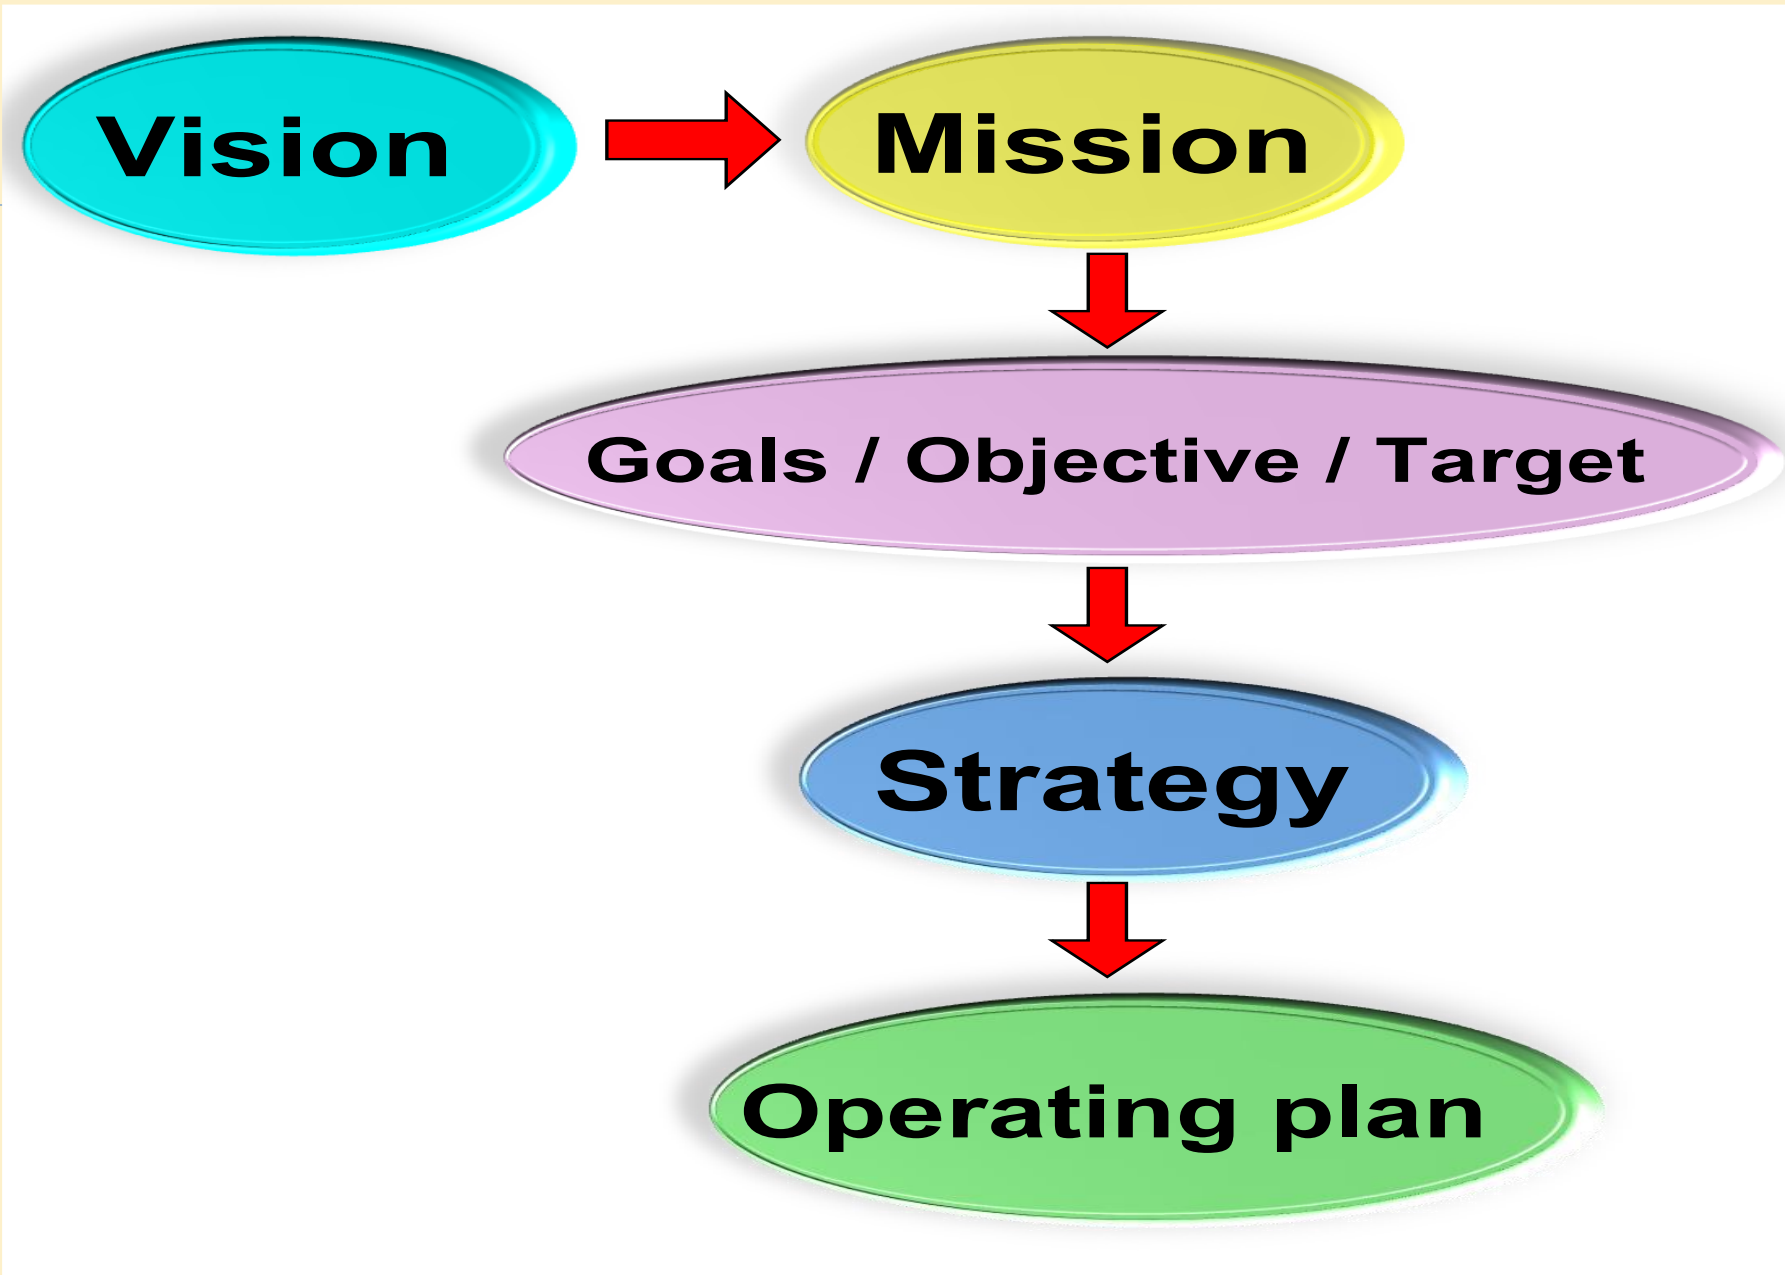 Vision
Mission
Goals / Objective / Target
Strategy
Operating plan